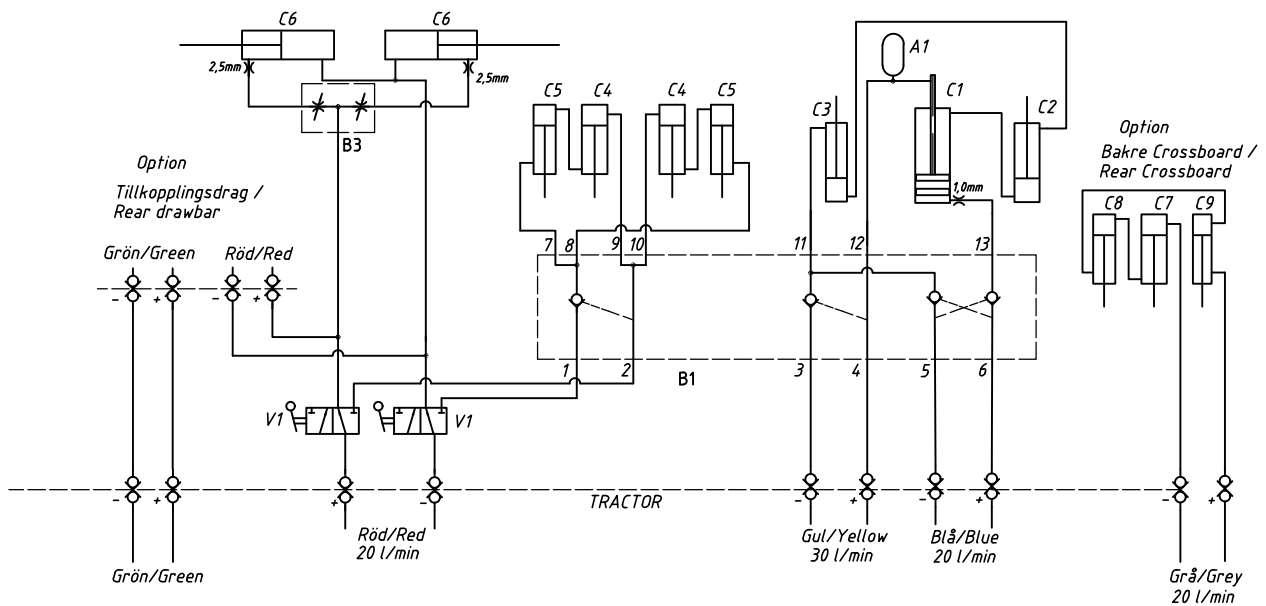 C6
C6
2,5mm
2,5mm
B3
A1
C5
C4
C4
C5
C3
C1
C2
1,0mm
Option
Tillkopplingsdrag /
Rear drawbar
Option
Bakre Crossboard /
Rear Crossboard
C8
C7
C9
Grön/Green
Röd/Red
-
+
-
+
7
8
9
10
11
12
13
1
2
3
4
5
6
B1
V1
V1
-
+
+
-
TRACTOR
-
+
-
+
-
+
Röd/Red
20 l/min
Gul/Yellow
30 l/min
Blå/Blue
20 l/min
Grön/Green
Grå/Grey
20 l/min